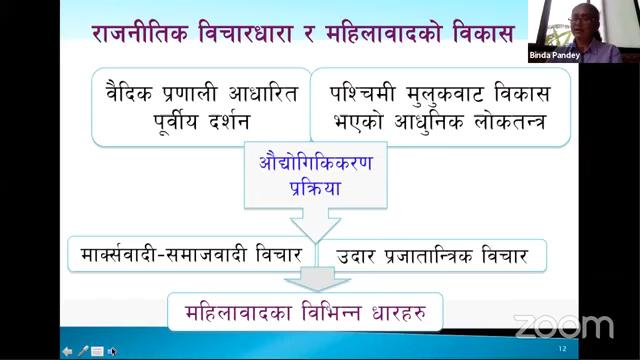 राजनीतिक विचारधारा र महिलावादको विकास
Binda Pandey
वैदिक प्रणाली आधारित
पूर्वीय दर्शन
पश्चिमी मुलुकवाट विकास
भएको आधुनिक लोकतन्त्र
औद्योगिकिकरण
प्रक्रिया
मार्क्सवादी-समाजवादी विचार
उदार प्रजातान्त्रिक विचार
महिलावादका विभिन्न धारहरु
zoom
12